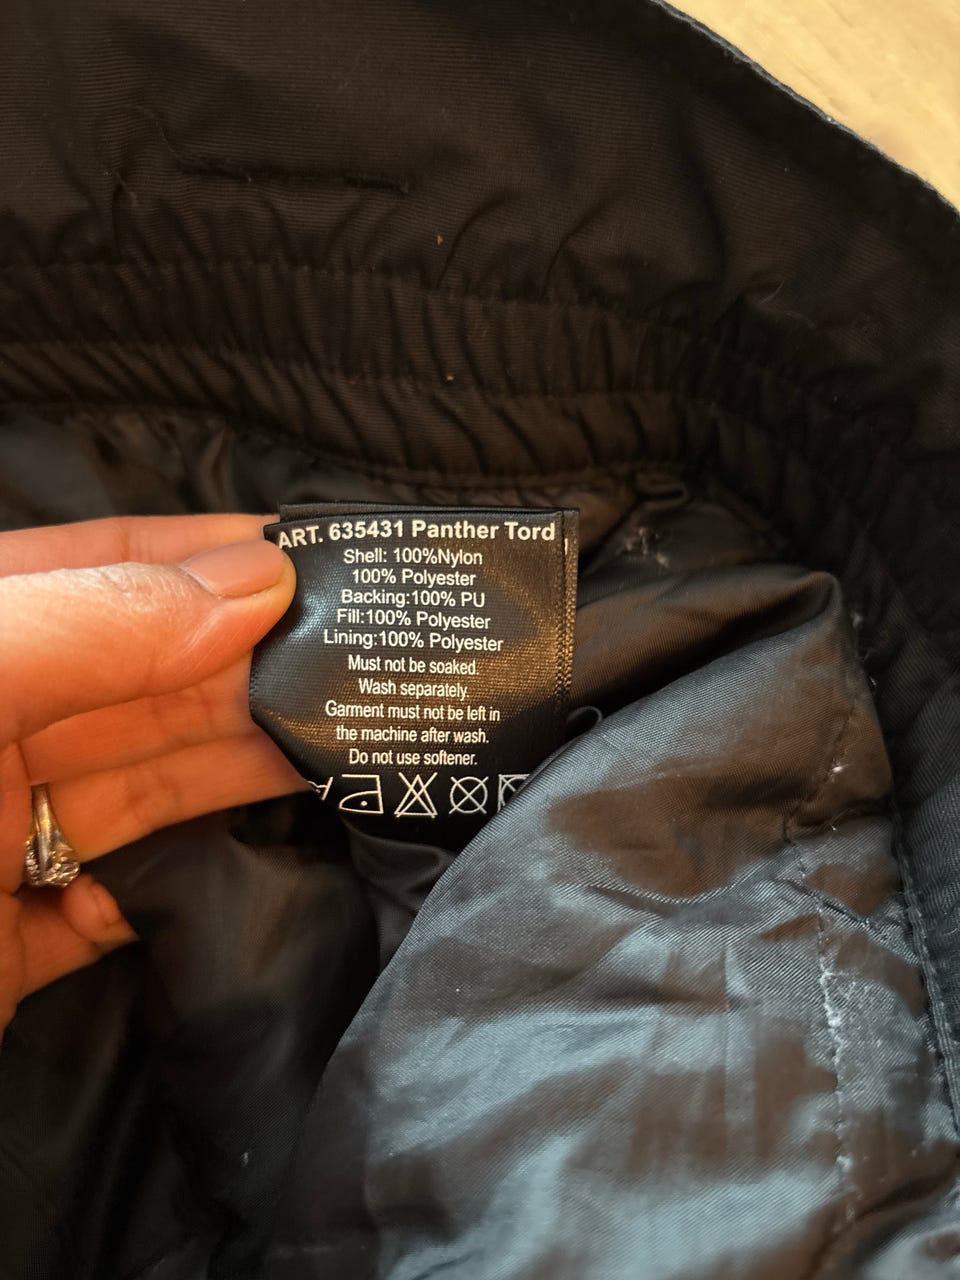 ART. 635431 Panther Tord
Shell: 100%Nylon
100% Polyester
Backing:100% PU
Fill:100% Polyester
Lining:100% Polyester
Must not be soaked.
Wash separately.
Garment must not be left in
the machine after wash.
Do not use softener.